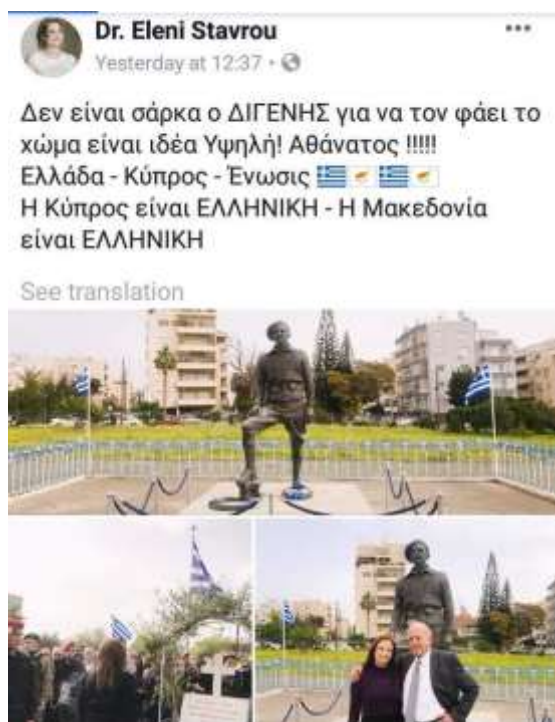 Dr. Eleni Stavrou
Yesterday at 12:37 •
Δεν είναι σάρκα ο ΔΙΓΕΝΗΣ για να τον φάει το
χώμα είναι ιδέα Υψηλή! Αθάνατος !!!!!
Ελλάδα - Κύπρος - Ένωσις 🇬🇷 🇨🇾 🇬🇷 🇨🇾
Η Κύπρος είναι ΕΛΛΗΝΙΚΗ - Η Μακεδονία
είναι ΕΛΛΗΝΙΚΗ
See translation